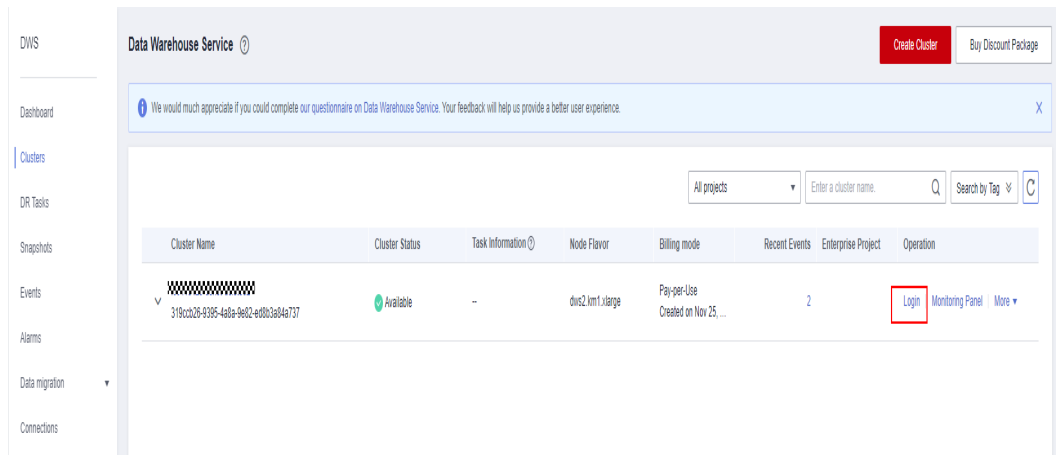 DWS
Dashboard
Clusters
DR Tasks
Snapshots
Events
Alarms
Data migration
Connections
Data Warehouse Service
Create Cluster
Buy Discount Package
We would much appreciate if you could complete our questionnaire on Data Warehouse Service. Your feedback will help us provide a better user experience.
All projects
Enter a cluster name.
Search by Tag
Cluster Name Cluster Status Task Information Node Flavor Billing mode Recent Events Enterprise Project Operation
319ccb26-9395-4a8a-9e82-ed8b3a84a737
Available
--
dws2.km1.xlarge
Pay-per-Use
Created on Nov 25, ...
2
Login Monitoring Panel More